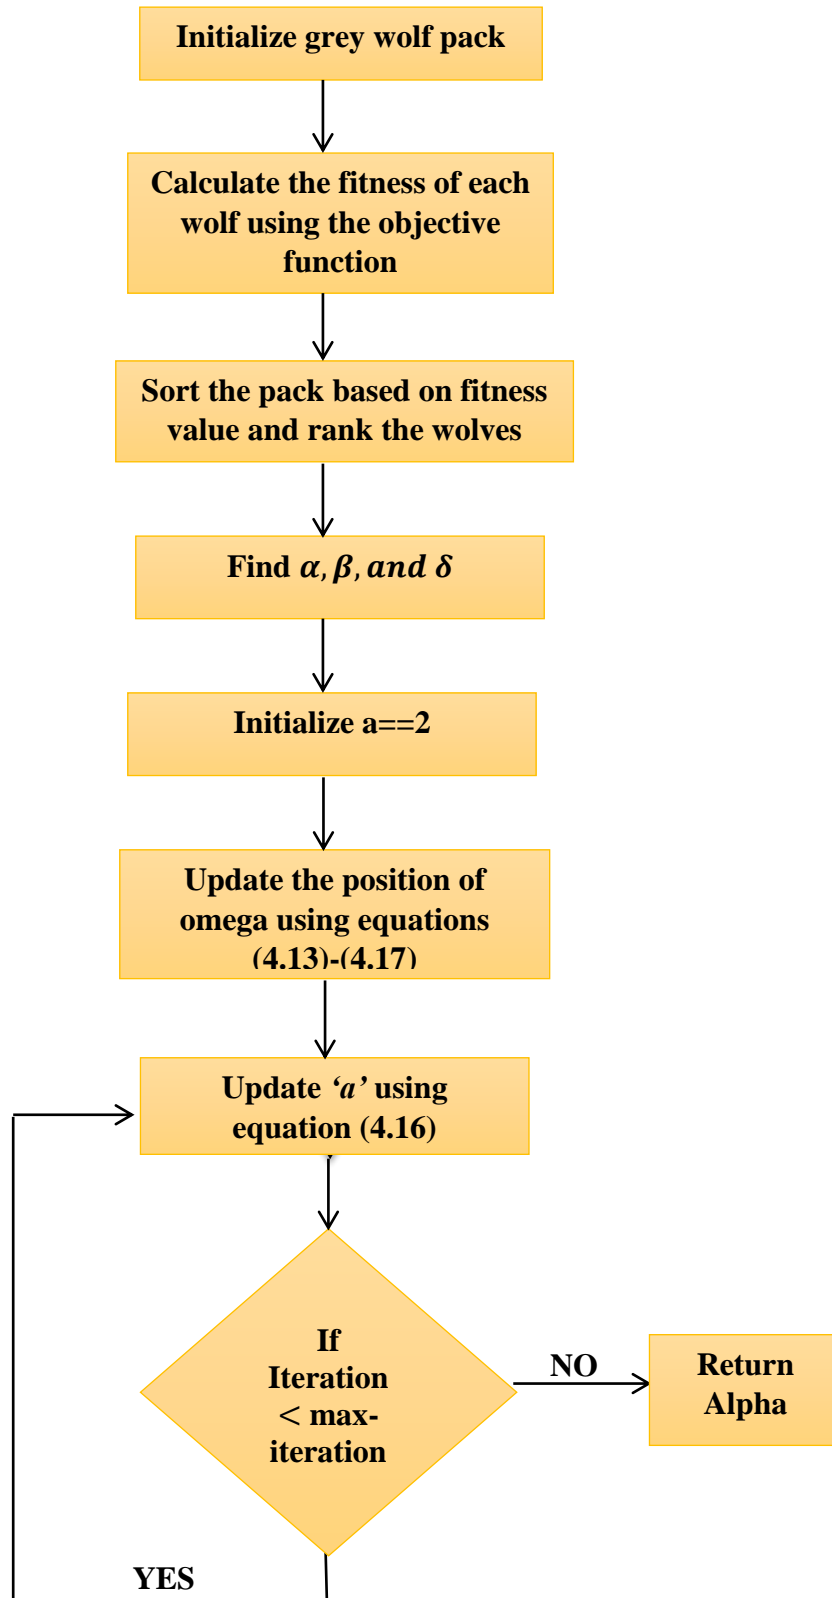 Initialize grey wolf pack
Calculate the fitness of each
wolf using the objective
function
Sort the pack based on fitness
value and rank the wolves
Find α, β, and δ
Initialize a==2
Update the position of
omega using equations
(4.13)-(4.17)
Update ‘a’ using
equation (4.16)
If
Iteration
< max-
iteration
NO
Return
Alpha
YES